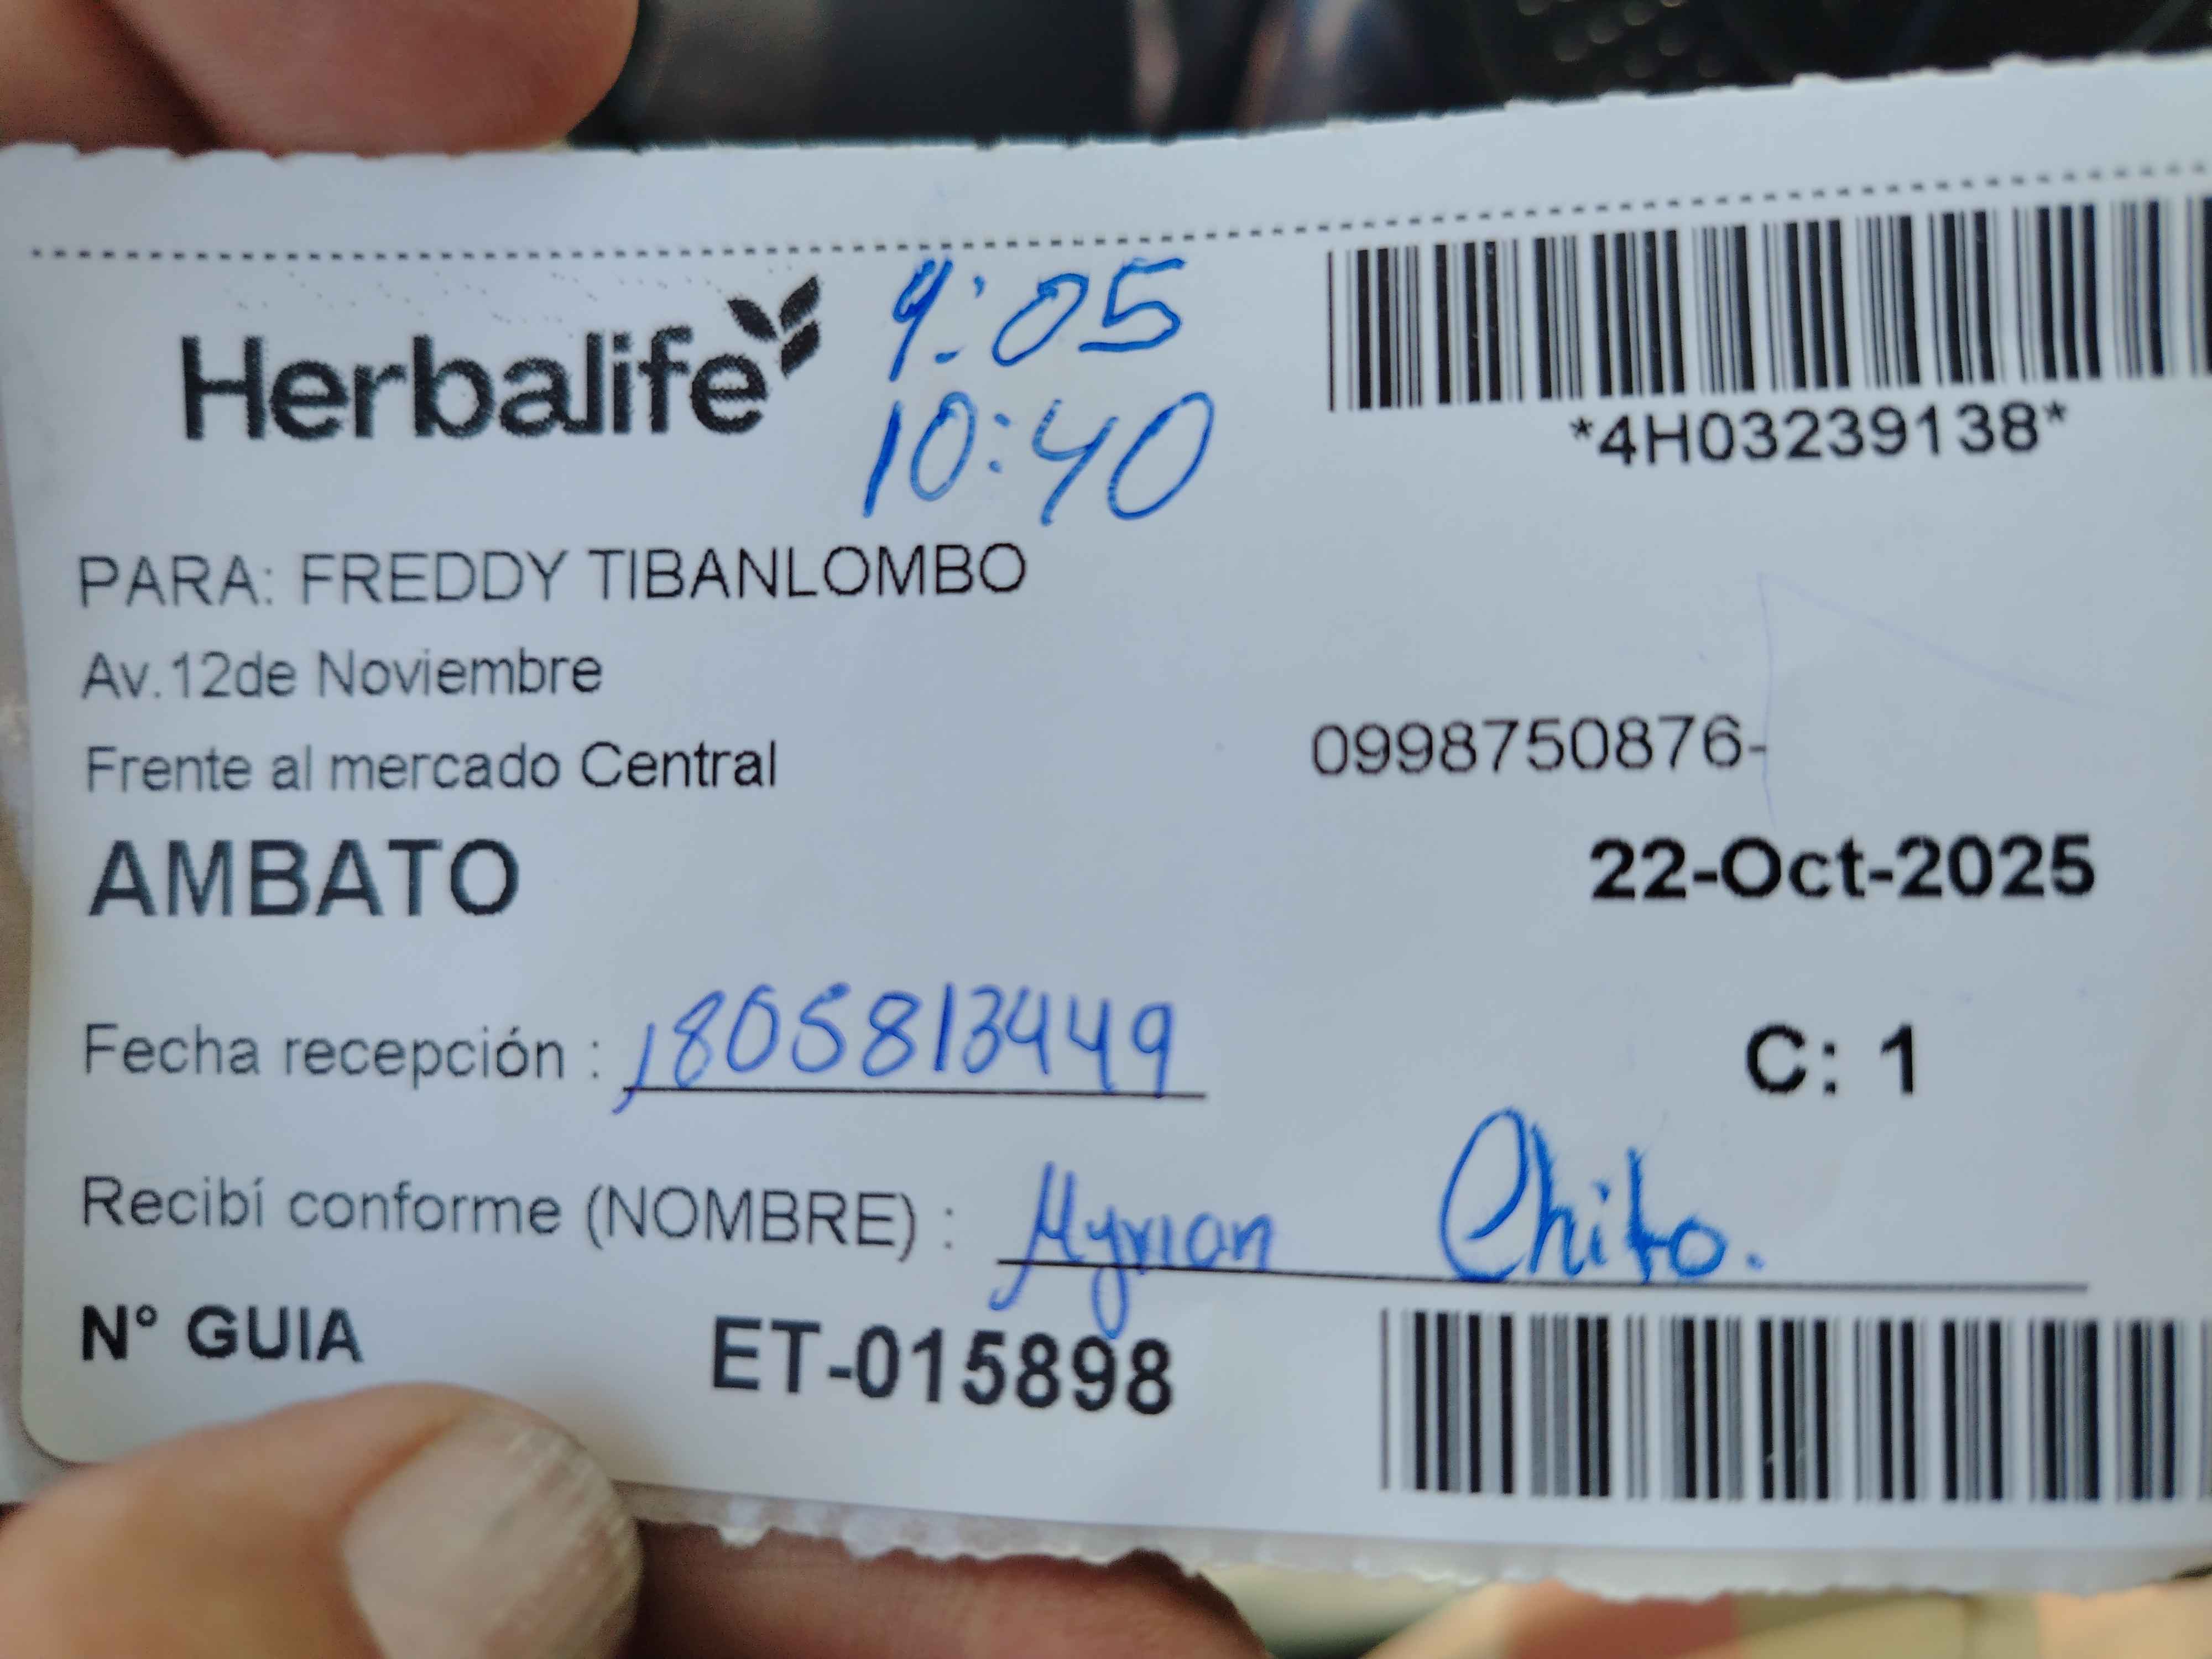 Herbalife
9:05
10:40
*4H03239138*
PARA: FREDDY TIBANLOMBO
Av.12de Noviembre
Frente al mercado Central
0998750876-
AMBATO
22-Oct-2025
Fecha recepción : 1805813449
C: 1
Recibí conforme (NOMBRE) : Myrian Chito.
N° GUIA ET-015898